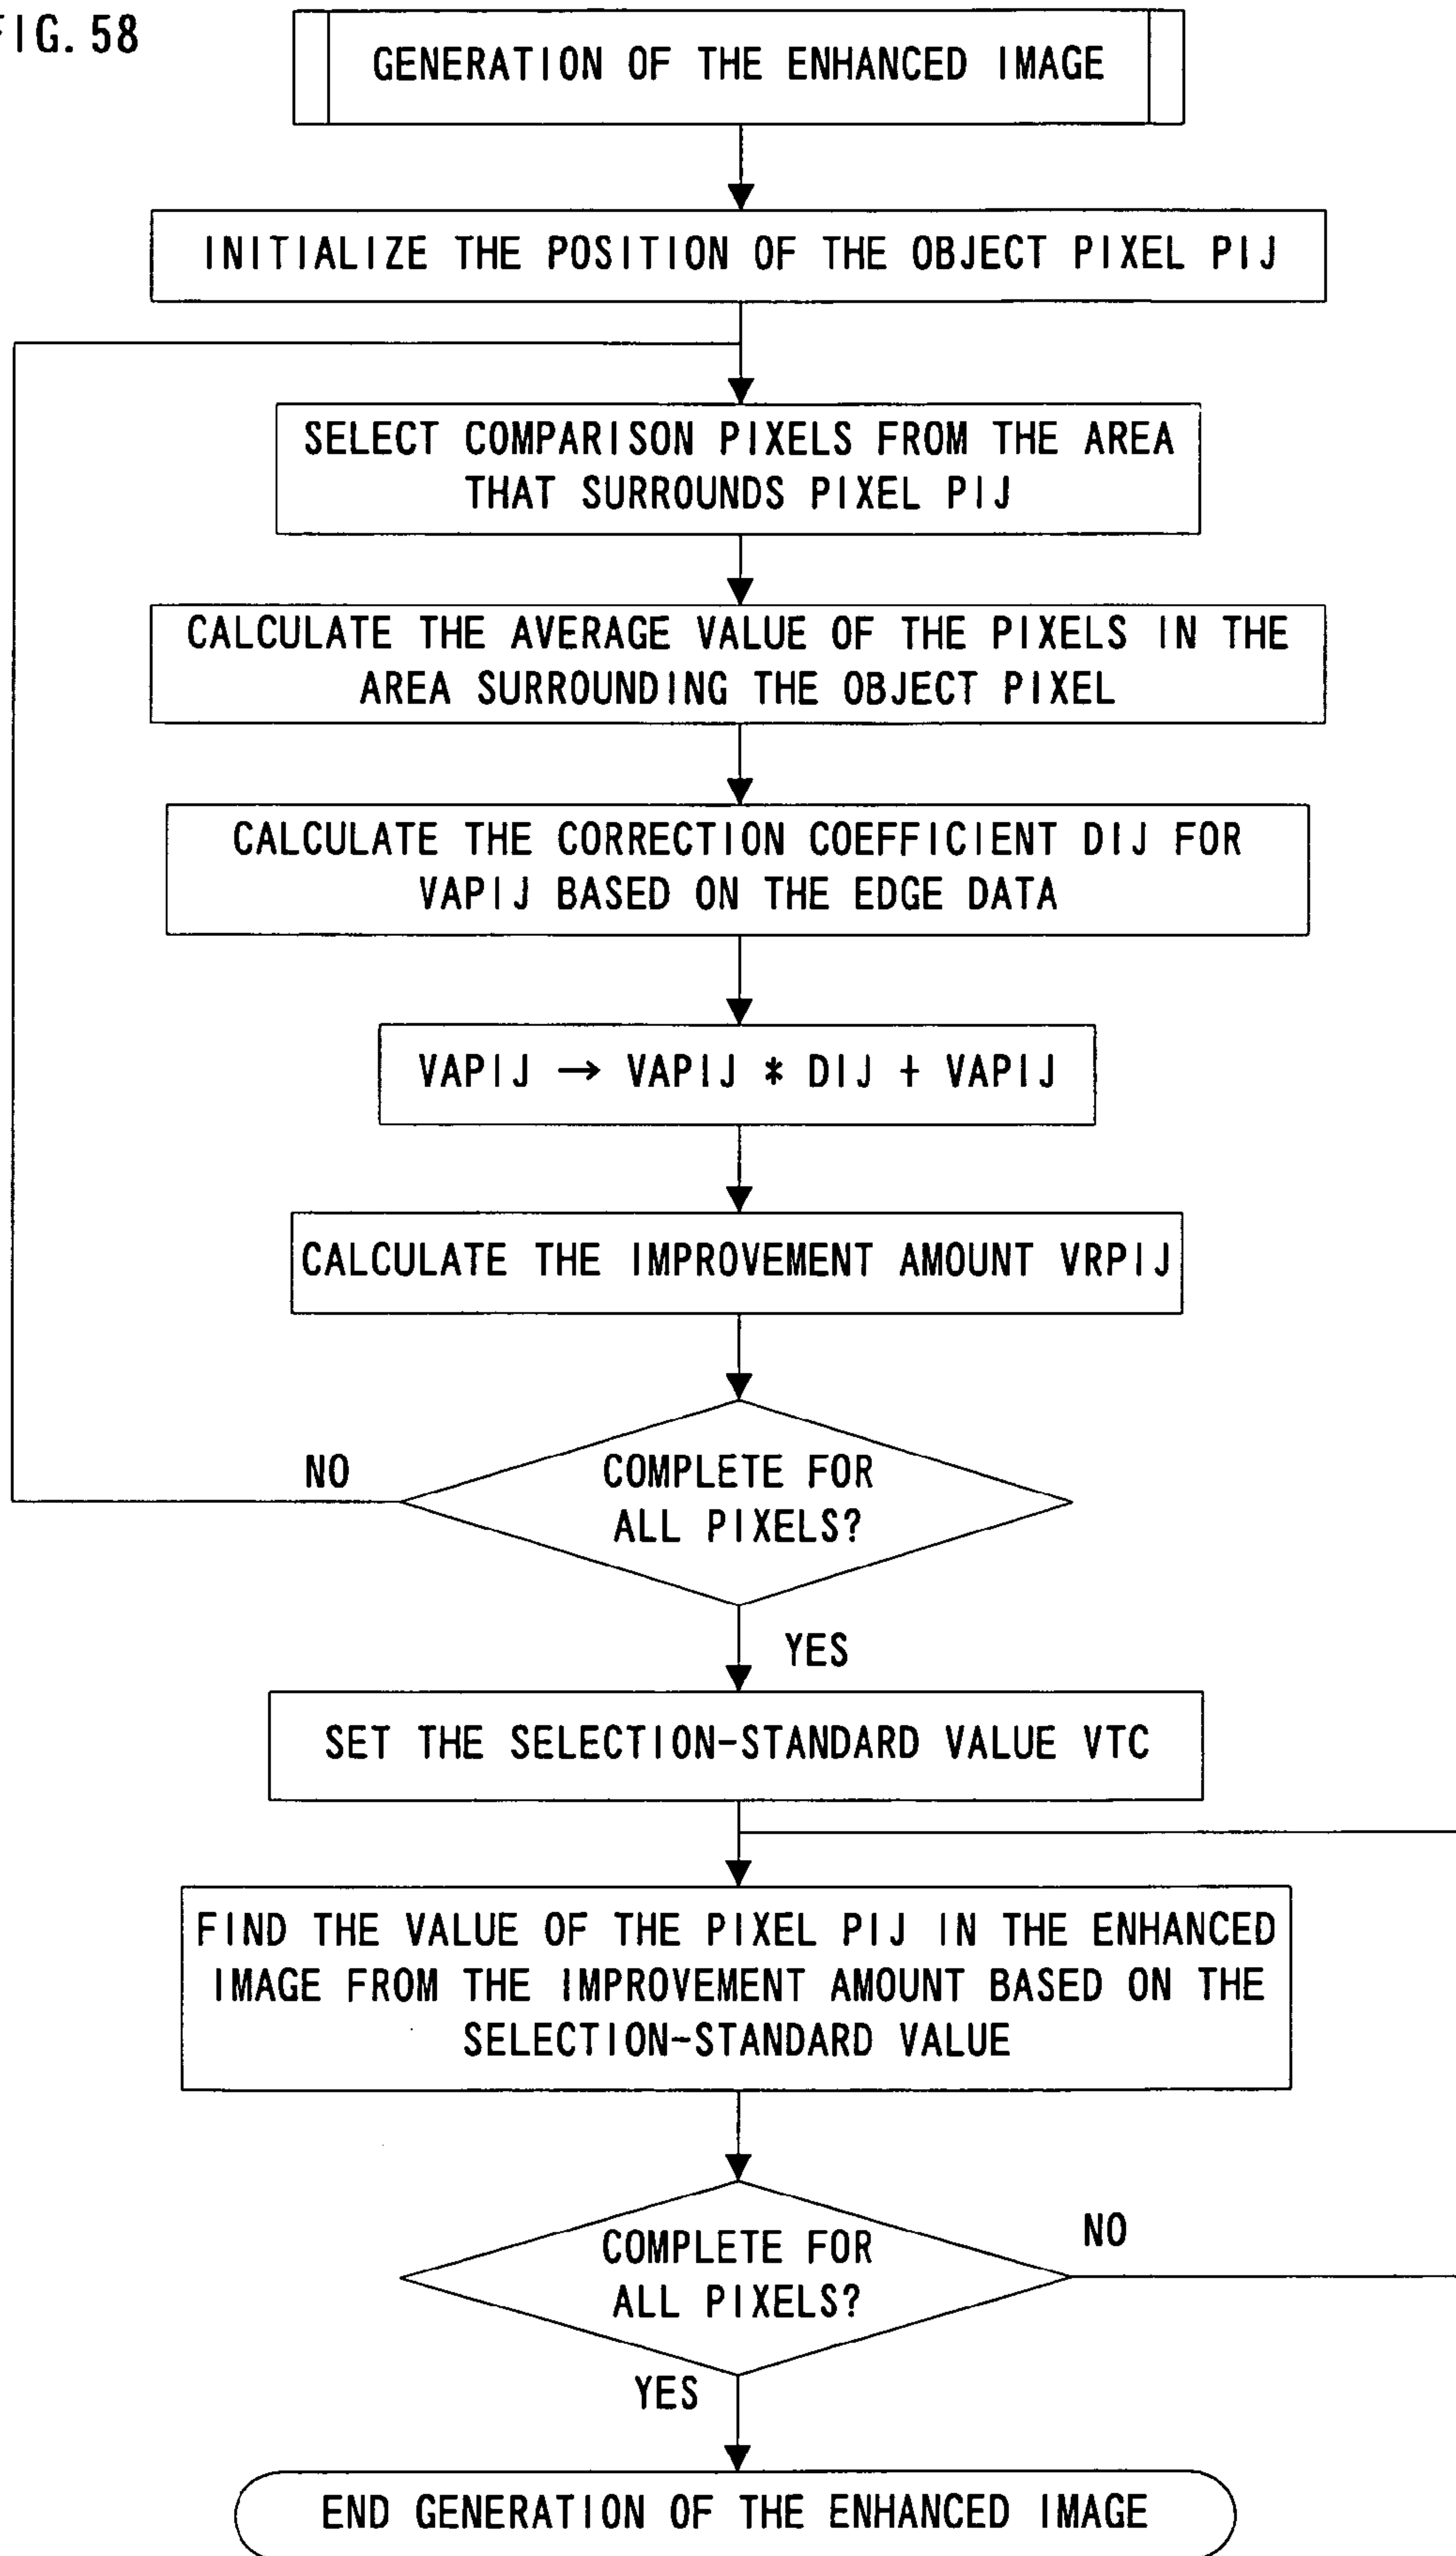 FIG. 58
GENERATION OF THE ENHANCED IMAGE
INITIALIZE THE POSITION OF THE OBJECT PIXEL PIJ
SELECT COMPARISON PIXELS FROM THE AREA
THAT SURROUNDS PIXEL PIJ
CALCULATE THE AVERAGE VALUE OF THE PIXELS IN THE
AREA SURROUNDING THE OBJECT PIXEL
CALCULATE THE CORRECTION COEFFICIENT DIJ FOR
VAPIJ BASED ON THE EDGE DATA
VAPIJ → VAPIJ * DIJ + VAPIJ
CALCULATE THE IMPROVEMENT AMOUNT VRPIJ
NO
COMPLETE FOR
ALL PIXELS?
YES
SET THE SELECTION-STANDARD VALUE VTC
FIND THE VALUE OF THE PIXEL PIJ IN THE ENHANCED
IMAGE FROM THE IMPROVEMENT AMOUNT BASED ON THE
SELECTION-STANDARD VALUE
NO
COMPLETE FOR
ALL PIXELS?
YES
END GENERATION OF THE ENHANCED IMAGE